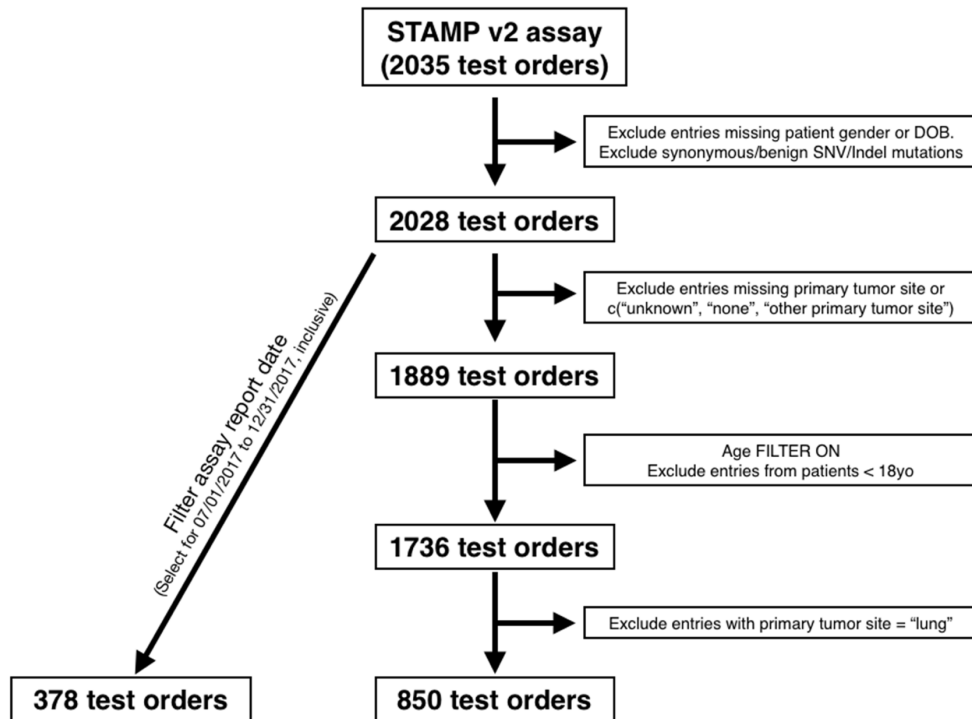 STAMP v2 assay
(2035 test orders)
Exclude entries missing patient gender or DOB.
Exclude synonymous/benign SNV/Indel mutations
2028 test orders
Exclude entries missing primary tumor site or
c(“unknown”, “none”, “other primary tumor site”)
Filter assay report date
(Select for 07/01/2017 to 12/31/2017, inclusive)
1889 test orders
Age FILTER ON
Exclude entries from patients < 18yo
1736 test orders
Exclude entries with primary tumor site = “lung”
378 test orders
850 test orders